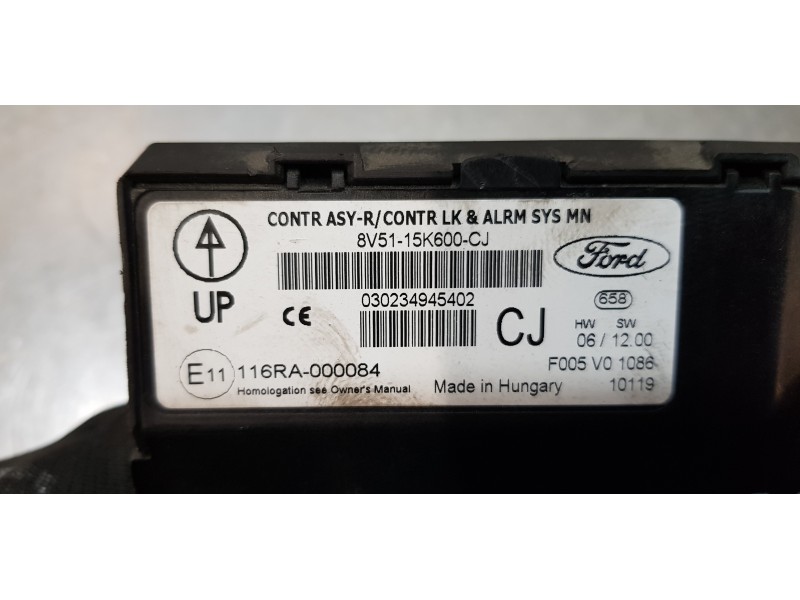 CONTR ASY-R/CONTR LK & ALRM SYS MN
8V51-15K600-CJ
Ford
UP
CE
030234945402
CJ
658
HW SW
06 / 12.00
E11
116RA-000084
Homologation see Owner's Manual
Made in Hungary
F005 V0 1086
10119